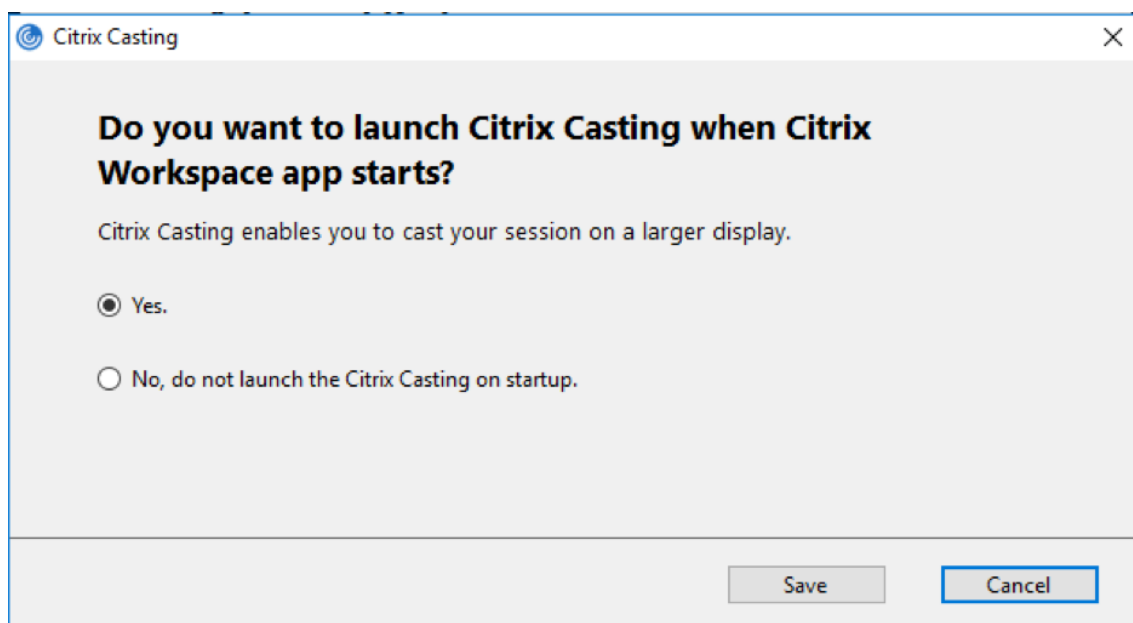 Citrix Casting
Do you want to launch Citrix Casting when Citrix
Workspace app starts?
Citrix Casting enables you to cast your session on a larger display.
Yes.
No, do not launch the Citrix Casting on startup.
Save
Cancel